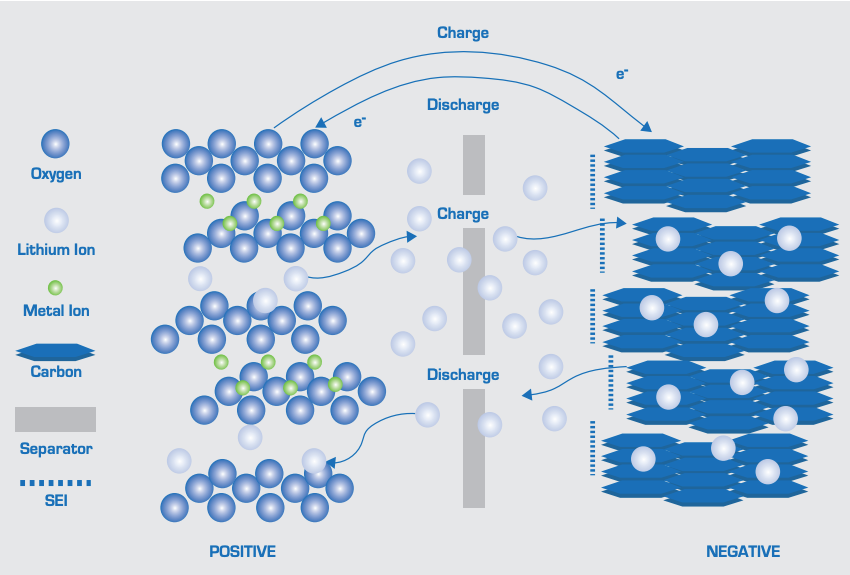 Charge
e⁻
Discharge
e⁻
Oxygen
Charge
Lithium Ion
Metal Ion
Carbon
Discharge
Separator
SEI
POSITIVE
NEGATIVE